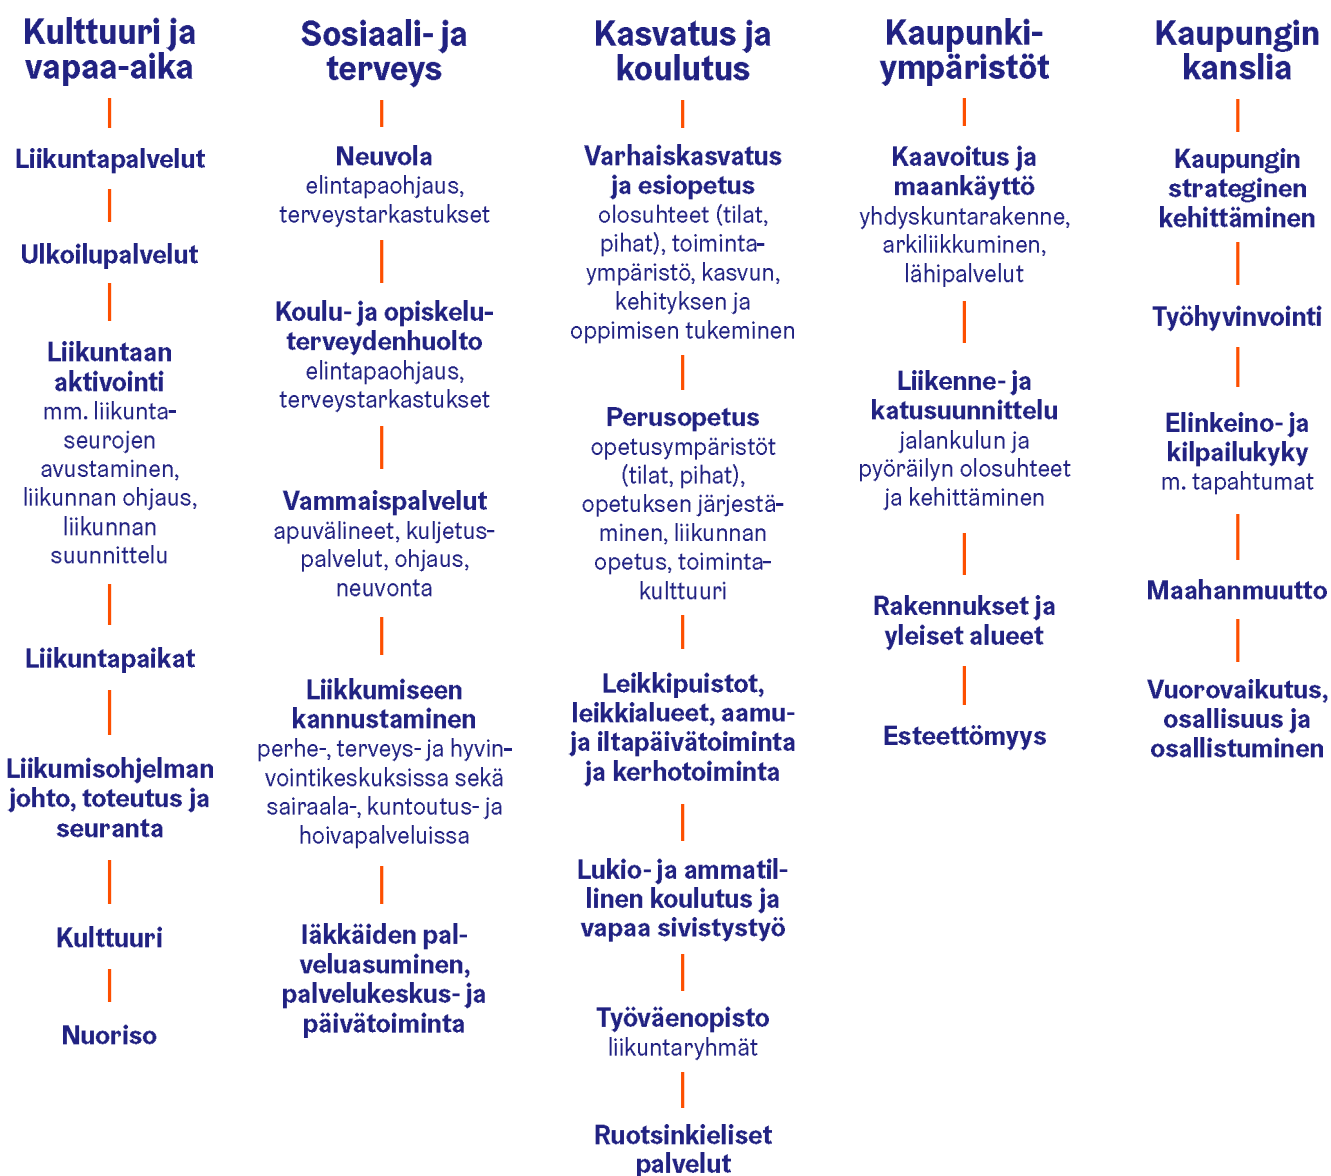 Kulttuuri ja
vapaa-aika
Liikuntapalvelut
Ulkoilupalvelut
Liikuntaan
aktivointi
mm. liikunta-
seurojen
avustaminen,
liikunnan ohjaus,
liikunnan
suunnittelu
Liikuntapaikat
Liikumisohjelman
johto, toteutus ja
seuranta
Kulttuuri
Nuoriso
Sosiaali- ja
terveys
Neuvola
elintapaohjaus,
terveystarkastukset
Koulu- ja opiskelu-
terveydenhuolto
elintapaohjaus,
terveystarkastukset
Vammaispalvelut
apuvälineet, kuljetus-
palvelut, ohjaus,
neuvonta
Liikkumiseen
kannustaminen
perhe-, terveys- ja hyvin-
vointikeskuksissa sekä
sairaala-, kuntoutus- ja
hoivapalveluissa
Iäkkäiden pal-
veluasuminen,
palvelukeskus- ja
päivätoiminta
Kasvatus ja
koulutus
Varhaiskasvatus
ja esiopetus
olosuhteet (tilat,
pihat), toiminta-
ympäristö, kasvun,
kehityksen ja
oppimisen tukeminen
Perusopetus
opetusympäristöt
(tilat, pihat),
opetuksen järjestä-
minen, liikunnan
opetus, toiminta-
kulttuuri
Leikkipuistot,
leikkialueet, aamu-
ja iltapäivätoiminta
ja kerhotoiminta
Lukio- ja ammatil-
linen koulutus ja
vapaa sivistystyö
Työväenopisto
liikuntaryhmät
Ruotsinkieliset
palvelut
Kaupunki-
ympäristöt
Kaavoitus ja
maankäyttö
yhdyskuntarakenne,
arkiliikkuminen,
lähipalvelut
Liikenne- ja
katusuunnittelu
jalankulun ja
pyöräilyn olosuhteet
ja kehittäminen
Rakennukset ja
yleiset alueet
Esteettömyys
Kaupungin
kanslia
Kaupungin
strateginen
kehittäminen
Työhyvinvointi
Elinkeino- ja
kilpailukyky
m. tapahtumat
Maahanmuutto
Vuorovaikutus,
osallisuus ja
osallistuminen